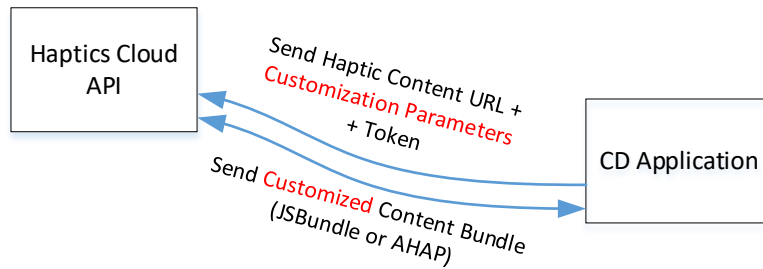 Haptics Cloud
API
Send Haptic Content URL +
Customization Parameters
+ Token
CD Application
Send Customized Content Bundle
(JSBundle or AHAP)